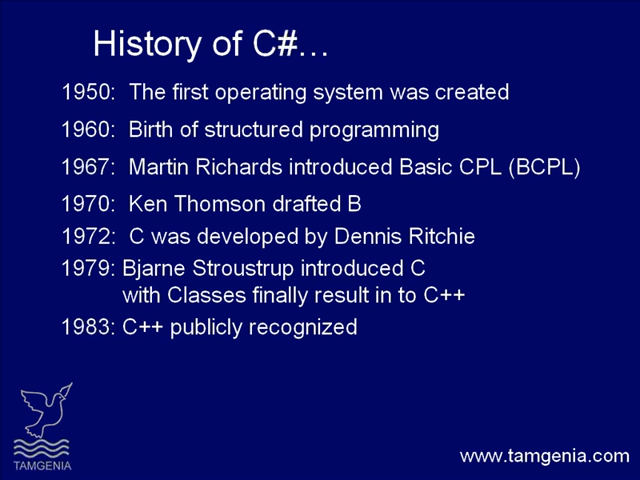 History of C#...
1950: The first operating system was created
1960: Birth of structured programming
1967: Martin Richards introduced Basic CPL (BCPL)
1970: Ken Thomson drafted B
1972: C was developed by Dennis Ritchie
1979: Bjarne Stroustrup introduced C
with Classes finally result in to C++
1983: C++ publicly recognized
TAMGENIA
www.tamgenia.com